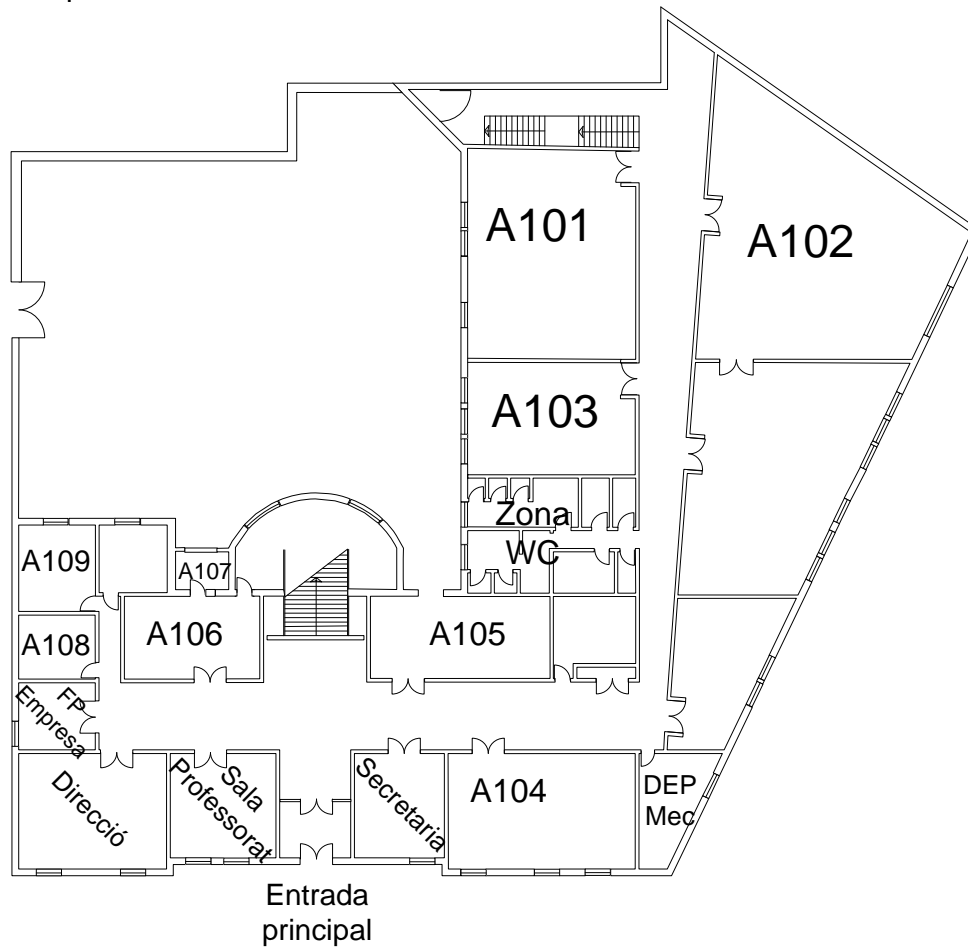 A101
A102
A103
Zona
WC
A109
A107
A108
A106
A105
FP
Empresa
Direcció
Sala
Professorat
Secretaria
A104
DEP
Mec
Entrada
principal